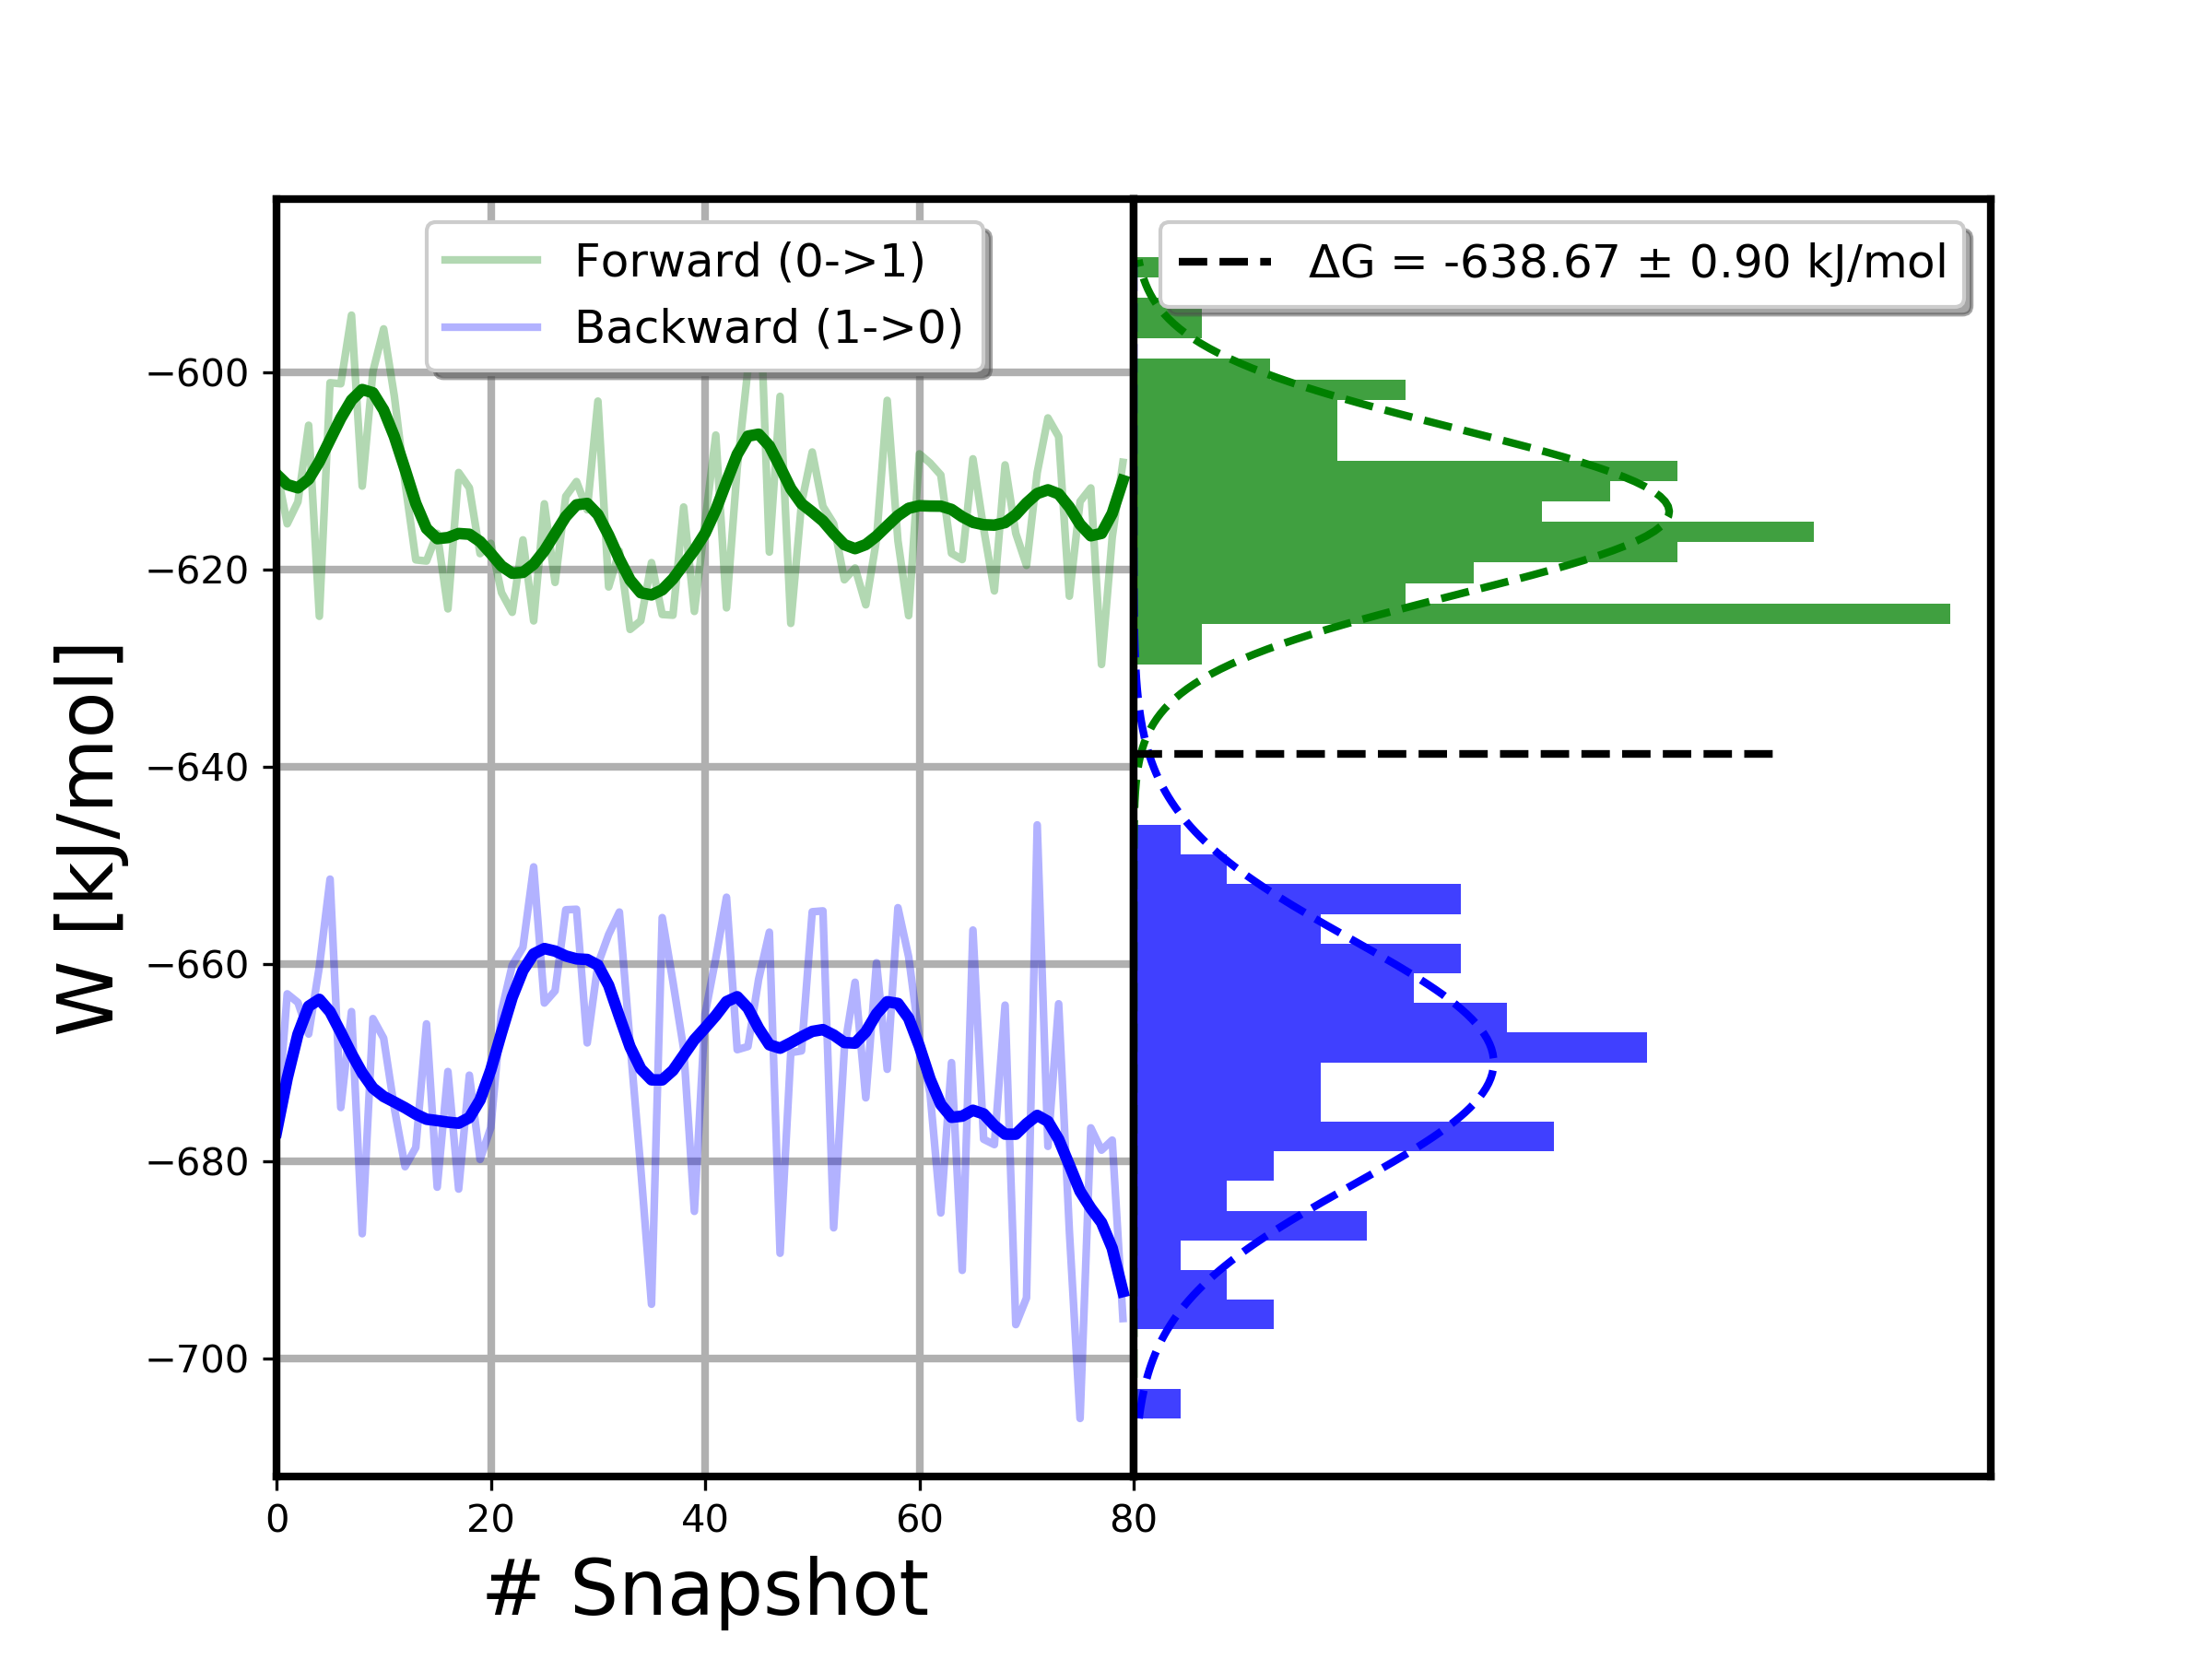 Forward (0->1)
Backward (1->0)
ΔG = -638.67 ± 0.90 kJ/mol
W [kJ/mol]
−600
−620
−640
−660
−680
−700
0 20 40 60 80
# Snapshot